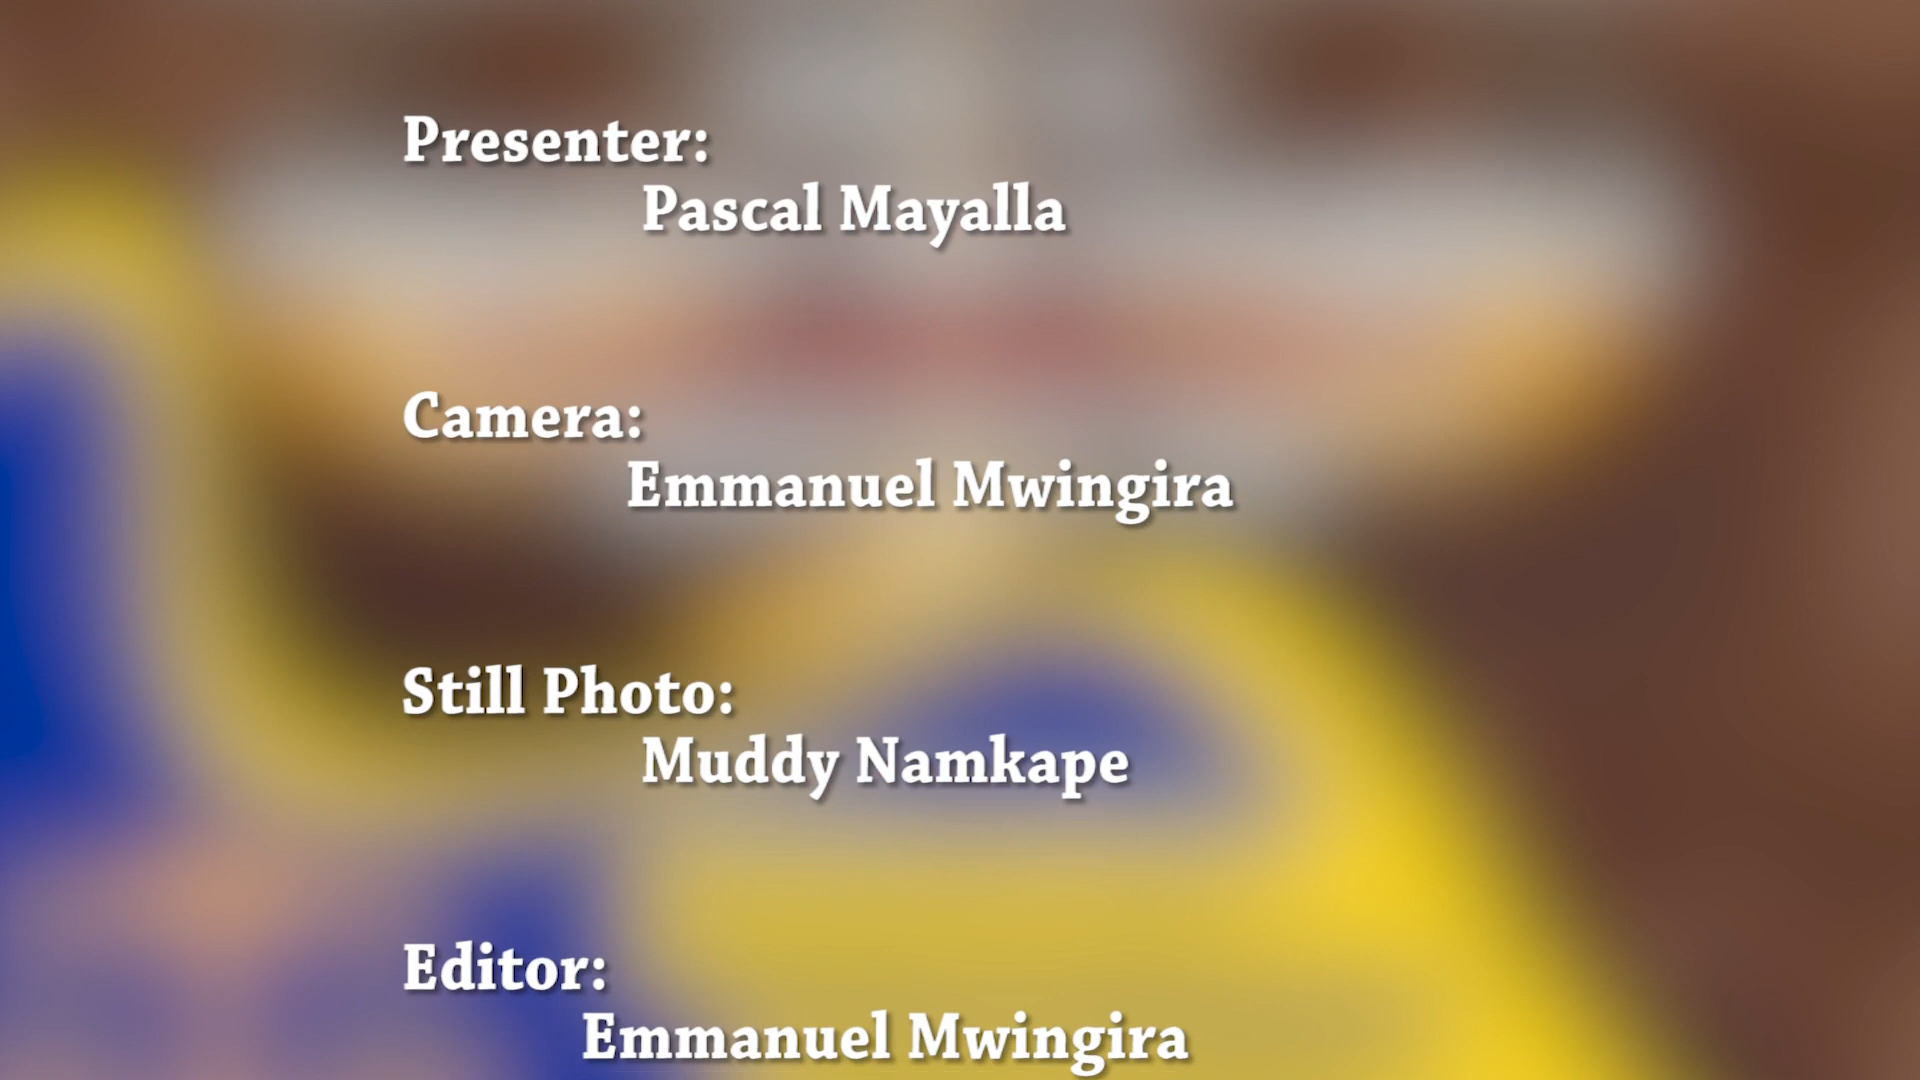 Presenter:
Pascal Mayalla
Camera:
Emmanuel Mwingira
Still Photo:
Muddy Namkape
Editor:
Emmanuel Mwingira